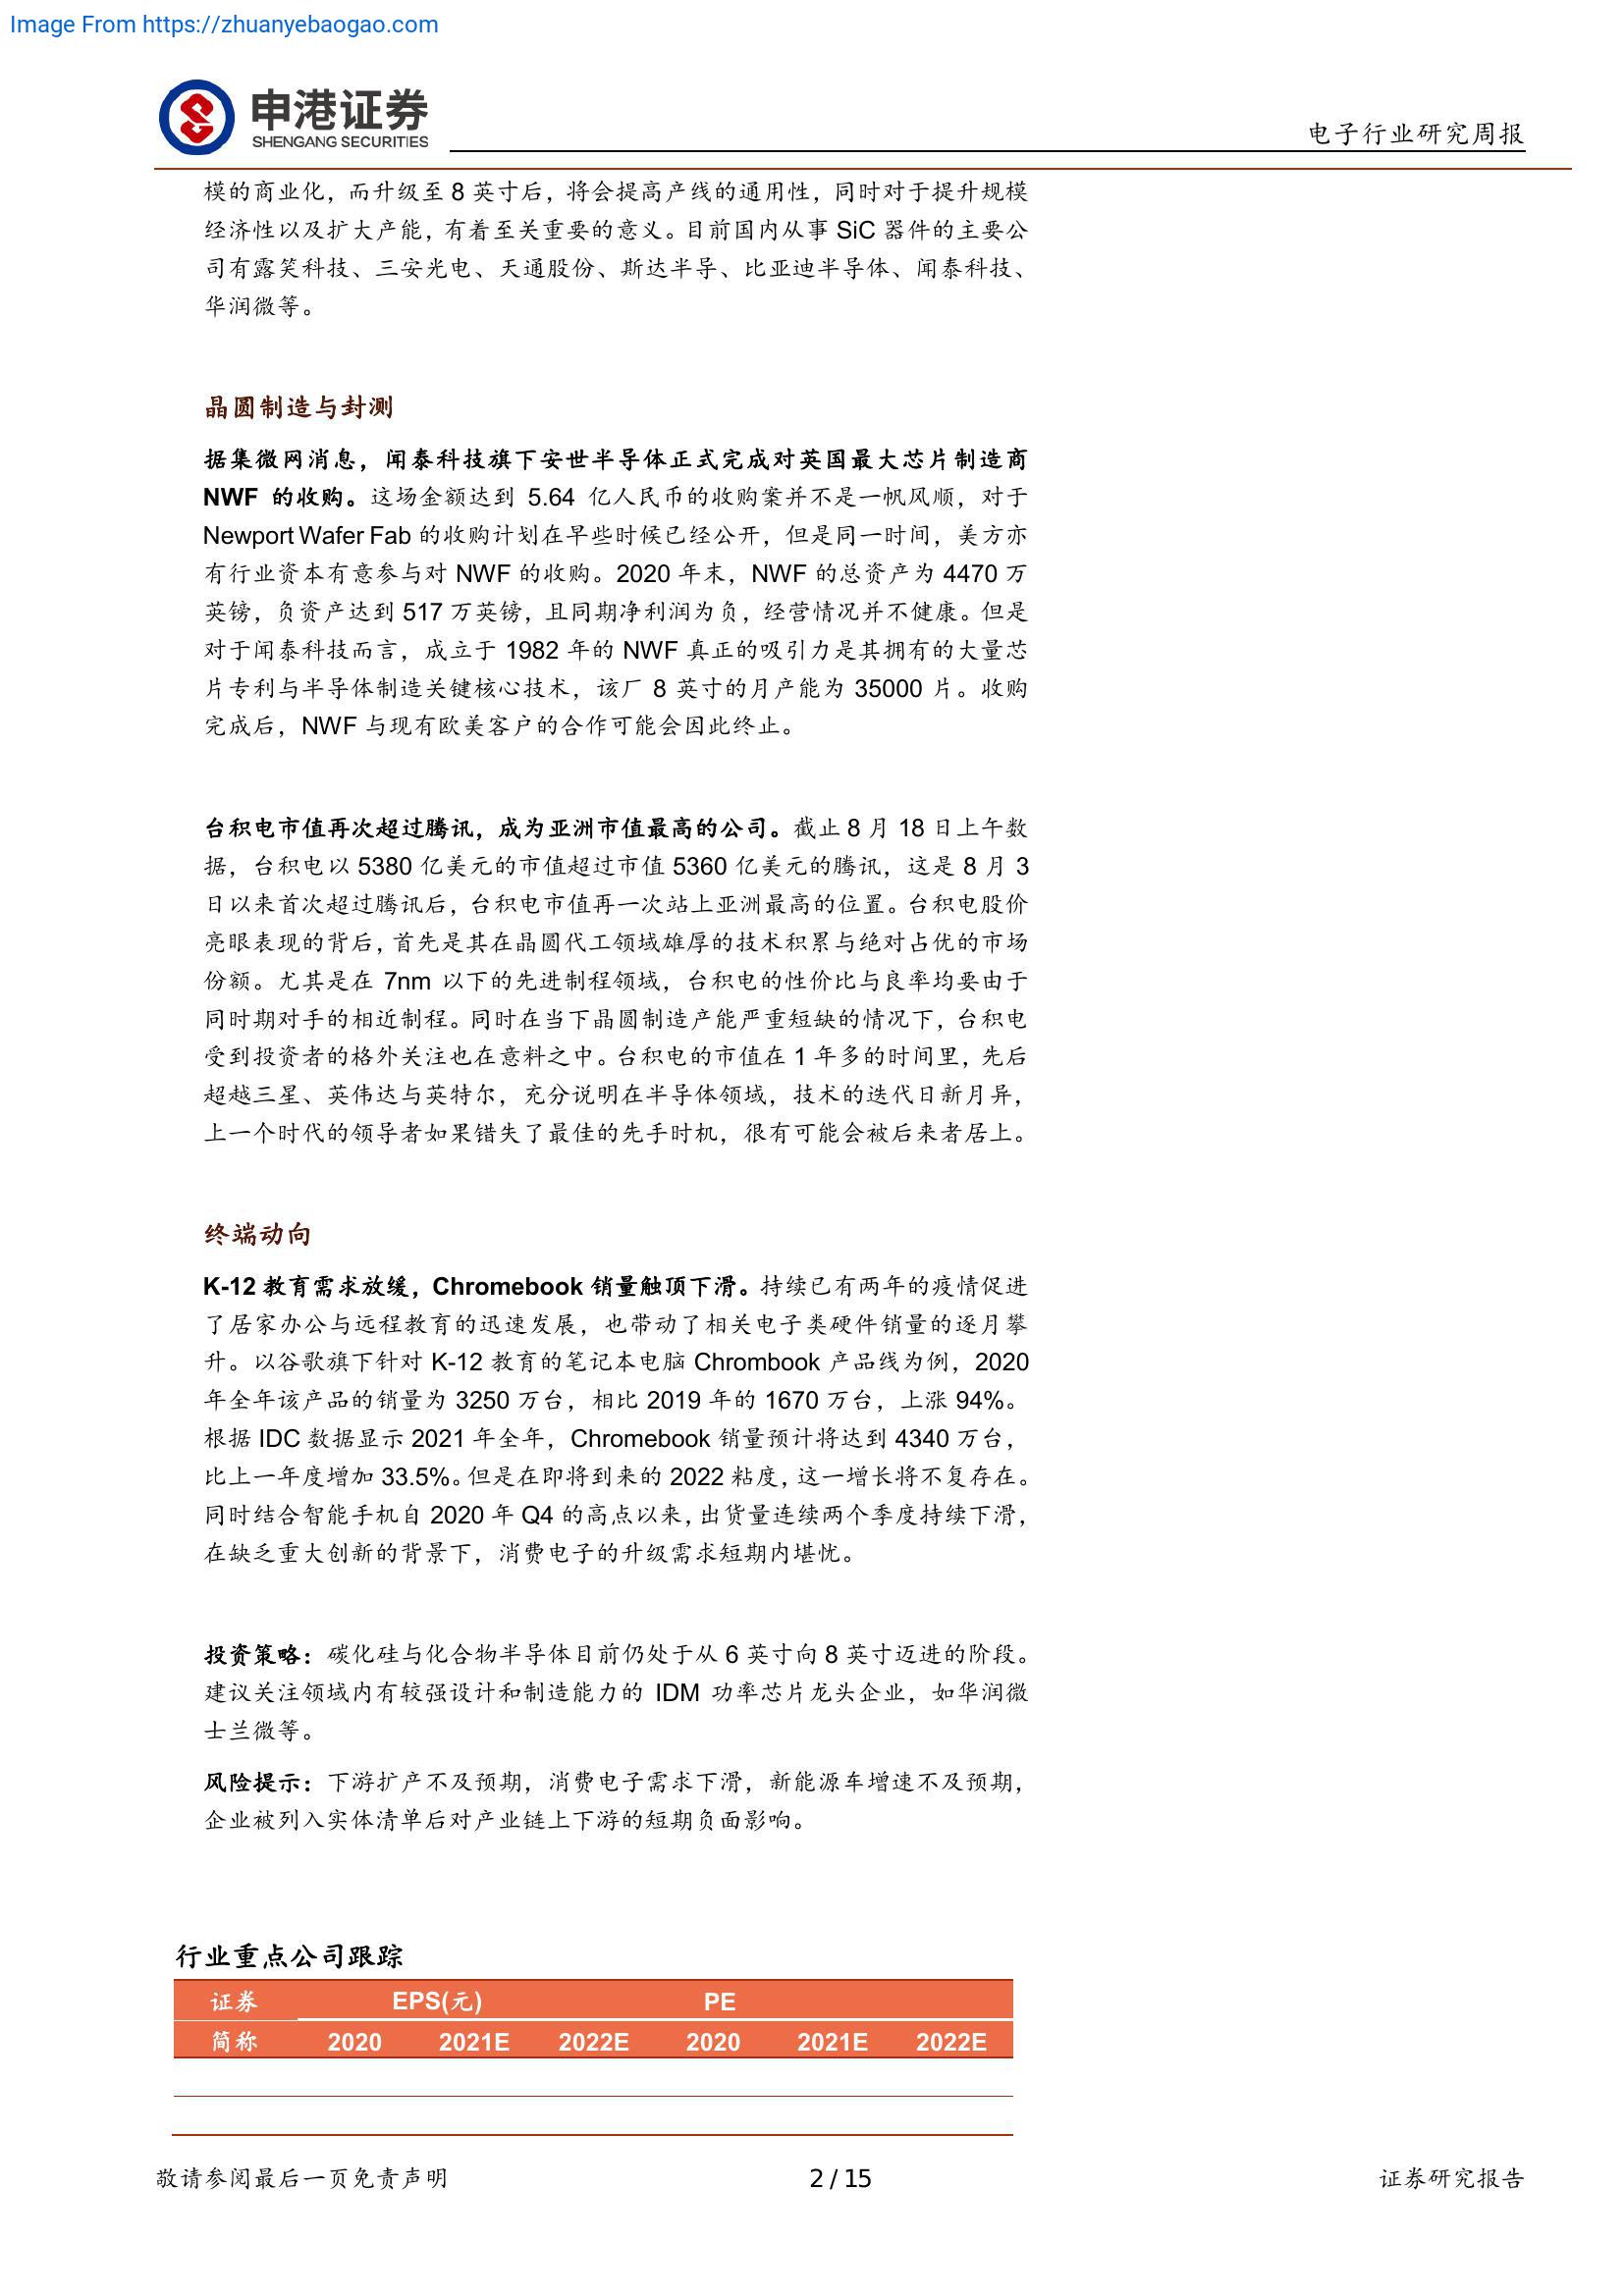 Image From https://zhuanyebaogao.com
申港证券
SHENGANG SECURITIES
电子行业研究周报
模的商业化，而升级至 8 英寸后，将会提高产线的通用性，同时对于提升规模
经济性以及扩大产能，有着至关重要的意义。目前国内从事 SiC 器件的主要公
司有露笑科技、三安光电、天通股份、斯达半导、比亚迪半导体、闻泰科技、
华润微等。
晶圆制造与封测
据集微网消息，闻泰科技旗下安世半导体正式完成对英国最大芯片制造商
NWF 的收购。这场金额达到 5.64 亿人民币的收购案并不是一帆风顺，对于
Newport Wafer Fab 的收购计划在早些时候已经公开，但是同一时间，美方亦
有行业资本有意参与对 NWF 的收购。2020 年末，NWF 的总资产为 4470 万
英镑，负资产达到 517 万英镑，且同期净利润为负，经营情况并不健康。但是
对于闻泰科技而言，成立于 1982 年的 NWF 真正的吸引力是其拥有的大量芯
片专利与半导体制造关键核心技术，该厂 8 英寸的月产能为 35000 片。收购
完成后，NWF 与现有欧美客户的合作可能会因此终止。
台积电市值再次超过腾讯，成为亚洲市值最高的公司。截止 8 月 18 日上午数
据，台积电以 5380 亿美元的市值超过市值 5360 亿美元的腾讯，这是 8 月 3
日以来首次超过腾讯后，台积电市值再一次站上亚洲最高的位置。台积电股价
亮眼表现的背后，首先是其在晶圆代工领域雄厚的技术积累与绝对占优的市场
份额。尤其是在 7nm 以下的先进制程领域，台积电的性价比与良率均要由于
同时期对手的相近制程。同时在当下晶圆制造产能严重短缺的情况下，台积电
受到投资者的格外关注也在意料之中。台积电的市值在 1 年多的时间里，先后
超越三星、英伟达与英特尔，充分说明在半导体领域，技术的迭代日新月异，
上一个时代的领导者如果错失了最佳的先手时机，很有可能会被后来者居上。
终端动向
K-12 教育需求放缓，Chromebook 销量触顶下滑。持续已有两年的疫情促进
了居家办公与远程教育的迅速发展，也带动了相关电子类硬件销量的逐月攀
升。以谷歌旗下针对 K-12 教育的笔记本电脑 Chrombook 产品线为例，2020
年全年该产品的销量为 3250 万台，相比 2019 年的 1670 万台，上涨 94%。
根据 IDC 数据显示 2021 年全年，Chromebook 销量预计将达到 4340 万台，
比上一年度增加 33.5%。但是在即将到来的 2022 粘度，这一增长将不复存在。
同时结合智能手机自 2020 年 Q4 的高点以来，出货量连续两个季度持续下滑，
在缺乏重大创新的背景下，消费电子的升级需求短期内堪忧。
投资策略：碳化硅与化合物半导体目前仍处于从 6 英寸向 8 英寸迈进的阶段。
建议关注领域内有较强设计和制造能力的 IDM 功率芯片龙头企业，如华润微
士兰微等。
风险提示：下游扩产不及预期，消费电子需求下滑，新能源车增速不及预期，
企业被列入实体清单后对产业链上下游的短期负面影响。
行业重点公司跟踪
证券 EPS(元) PE
简称 2020 2021E 2022E 2020 2021E 2022E
敬请参阅最后一页免责声明 2 / 15 证券研究报告